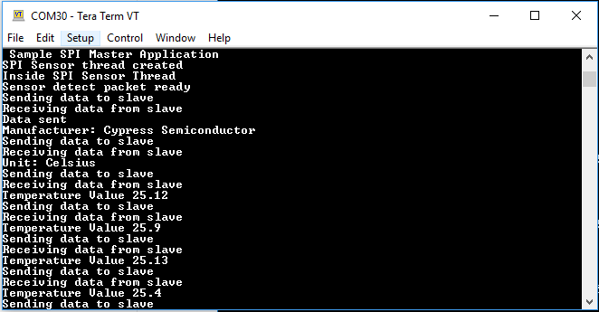 COM30 - Tera Term VT
File Edit Setup Control Window Help
Sample SPI Master Application
SPI Sensor thread created
Inside SPI Sensor Thread
Sensor detect packet ready
Sending data to slave
Receiving data from slave
Data sent
Manufacturer: Cypress Semiconductor
Sending data to slave
Receiving data from slave
Unit: Celsius
Sending data to slave
Receiving data from slave
Temperature Value 25.12
Sending data to slave
Receiving data from slave
Temperature Value 25.9
Sending data to slave
Receiving data from slave
Temperature Value 25.13
Sending data to slave
Receiving data from slave
Temperature Value 25.4
Sending data to slave